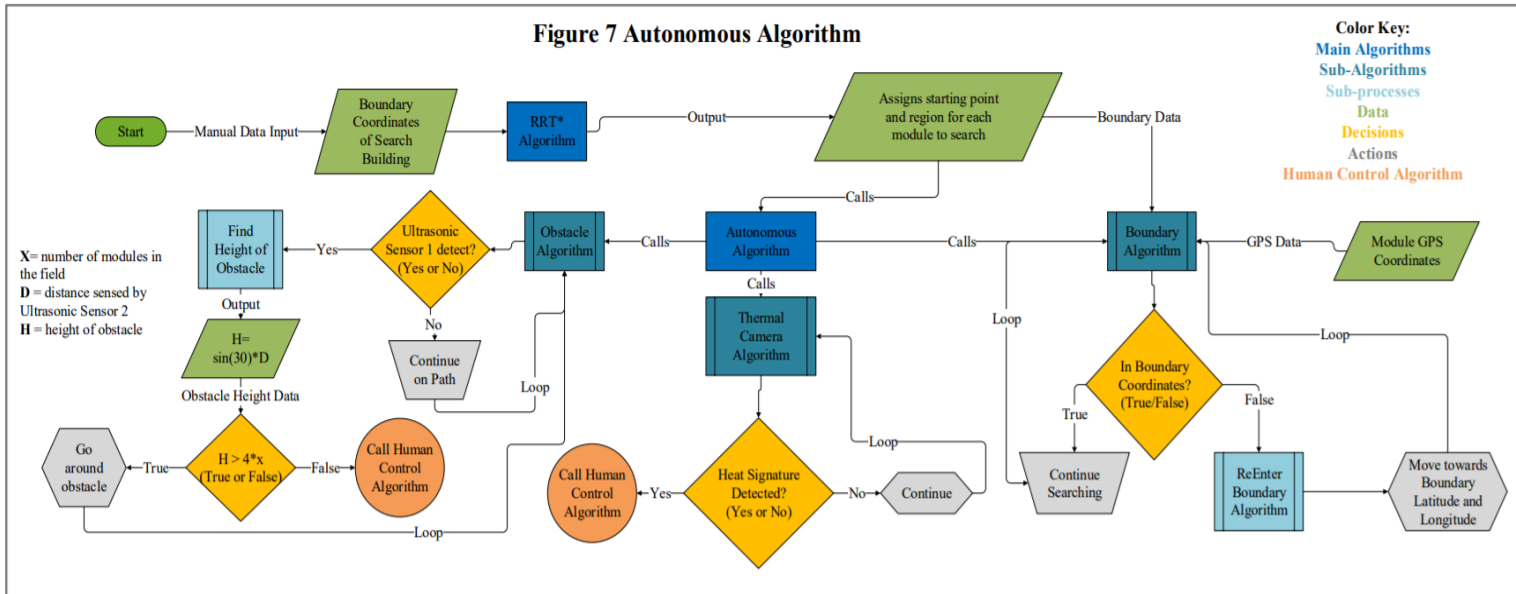 Figure 7 Autonomous Algorithm
Color Key:
Main Algorithms
Sub-Algorithms
Sub-processes
Data
Decisions
Actions
Human Control Algorithm
Start
Manual Data Input
Boundary
Coordinates
of Search
Building
RRT*
Algorithm
Output
Assigns starting point
and region for each
module to search
Boundary Data
Calls
X= number of modules in
the field
D = distance sensed by
Ultrasonic Sensor 2
H = height of obstacle
Find
Height of
Obstacle
Yes
Ultrasonic
Sensor 1 detect?
(Yes or No)
Obstacle
Algorithm
Calls
Autonomous
Algorithm
Calls
Boundary
Algorithm
GPS Data
Module GPS
Coordinates
Output
No
Calls
Loop
Loop
H=
sin(30)*D
Continue
on Path
Loop
Thermal
Camera
Algorithm
In Boundary
Coordinates?
(True/False)
True
False
Obstacle Height Data
Go
around
obstacle
True
H > 4*x
(True or False)
False
Call Human
Control
Algorithm
Loop
Call Human
Control
Algorithm
Yes
Heat Signature
Detected?
(Yes or No)
No
Continue
Loop
Continue
Searching
ReEnter
Boundary
Algorithm
Move towards
Boundary
Latitude and
Longitude